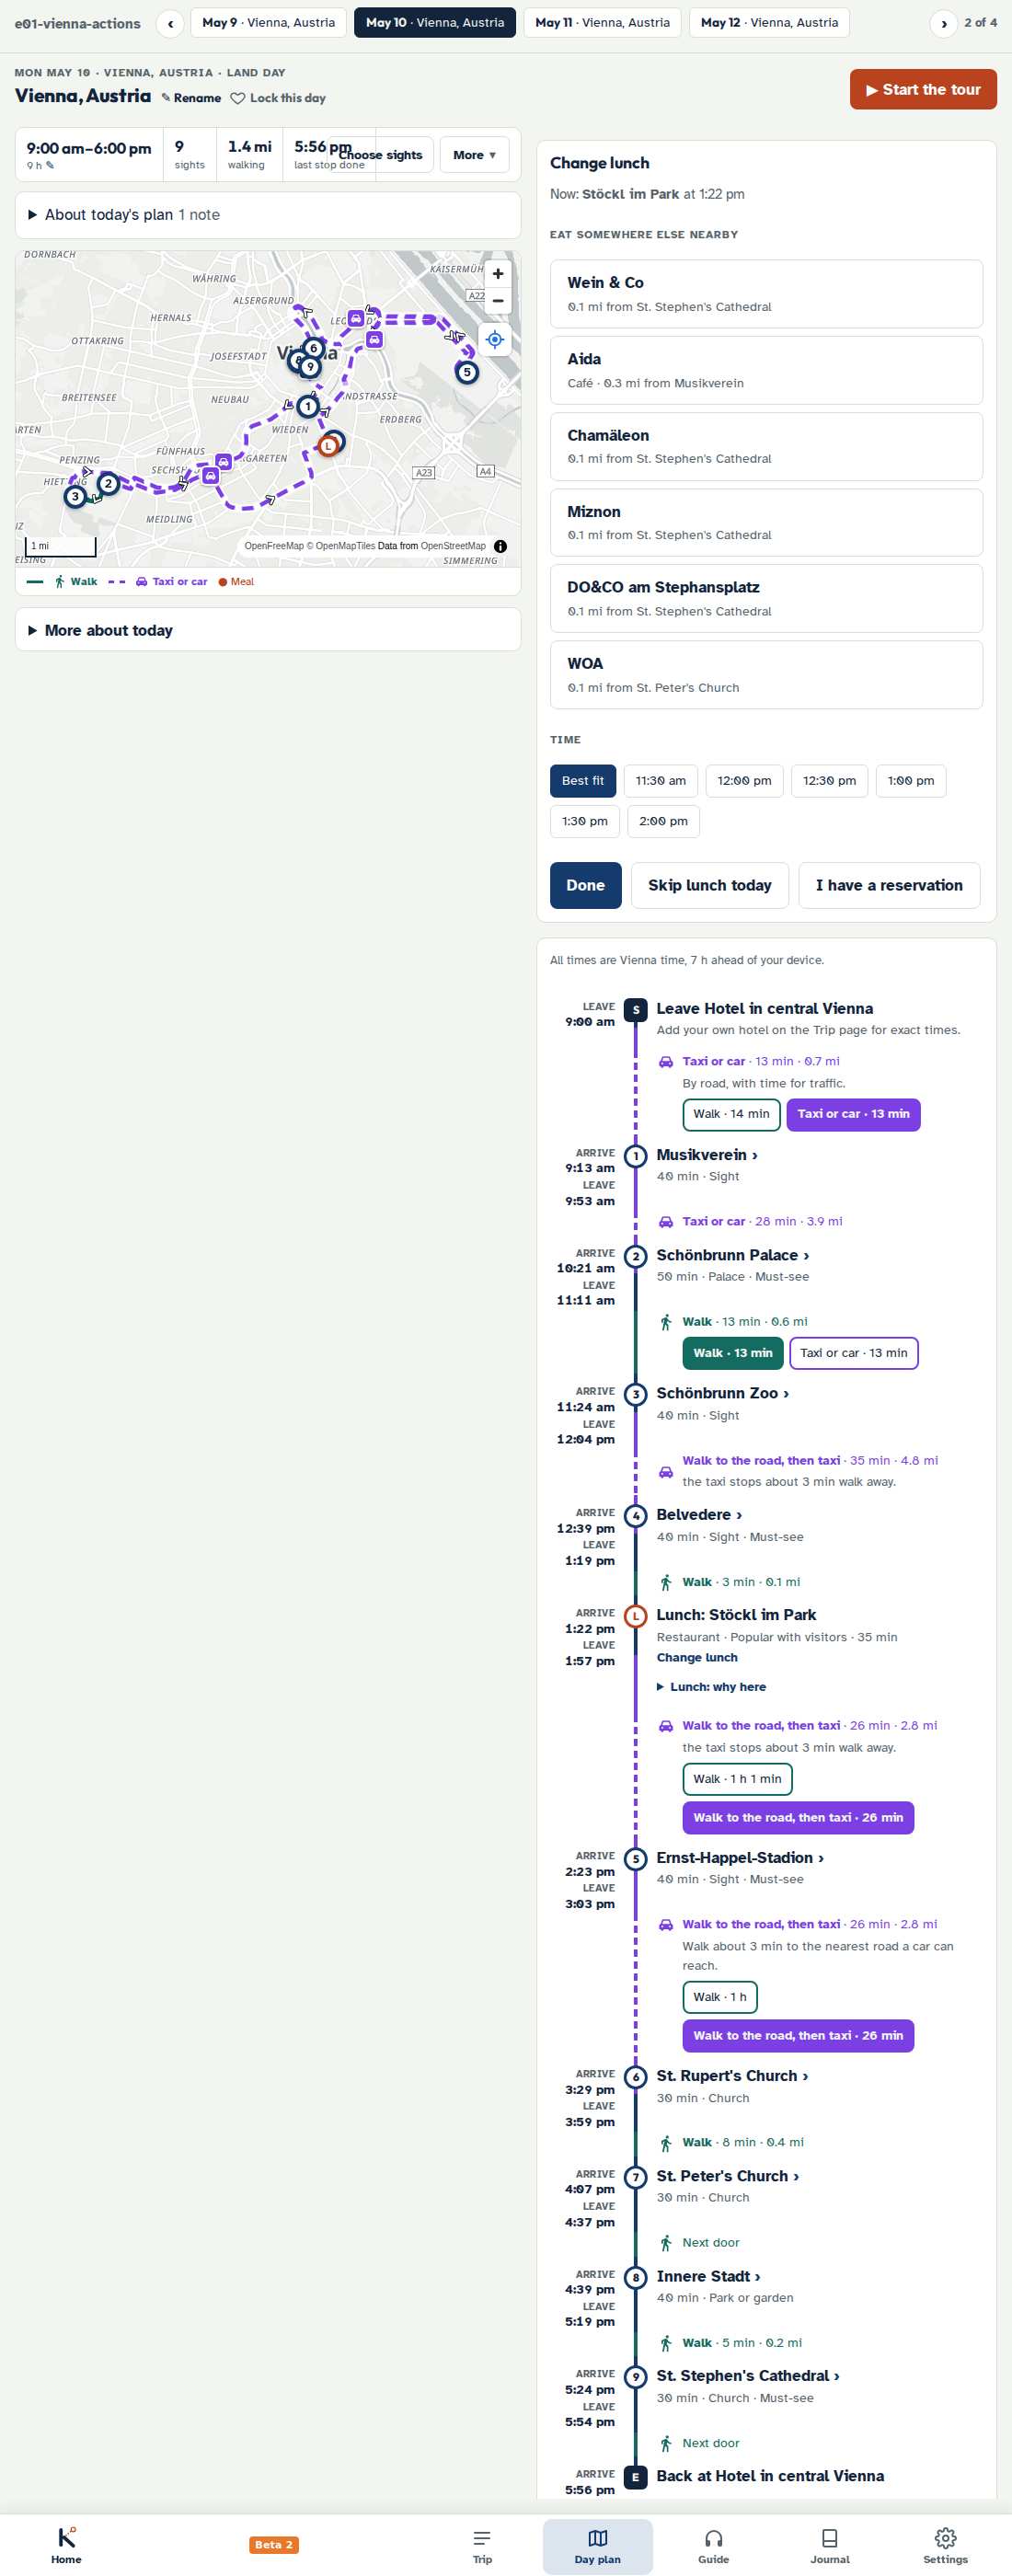 e01-vienna-actions
‹
May 9 · Vienna, Austria
May 10 · Vienna, Austria
May 11 · Vienna, Austria
May 12 · Vienna, Austria
›
2 of 4
MON MAY 10 · VIENNA, AUSTRIA · LAND DAY
Vienna, Austria
✎ Rename
Lock this day
▶ Start the tour
9:00 am–6:00 pm
9 h ✎
9
sights
1.4 mi
walking
5:56 pm
last stop done
Choose sights
More ▾
▶ About today's plan 1 note
DORNBACH
WÄHRING
KAISERMÜH
A22
ALSERGRUND
HERNALS
OTTAKRING
JOSEFSTADT
6
9
5
BREITENSEE
NEUBAU
1
NDSTRASSE
ERDBERG
WIEDEN
L
FÜNFHAUS
PENZING
SECHSH
GARETEN
A23
A4
2
3
MEIDLING
1 mi
OpenFreeMap © OpenMapTiles Data from OpenStreetMap
EISING
SIMMERING
Walk
Taxi or car
Meal
▶ More about today
Change lunch
Now: Stöckl im Park at 1:22 pm
EAT SOMEWHERE ELSE NEARBY
Wein & Co
0.1 mi from St. Stephen's Cathedral
Aida
Café · 0.3 mi from Musikverein
Chamäleon
0.1 mi from St. Stephen's Cathedral
Miznon
0.1 mi from St. Stephen's Cathedral
DO&CO am Stephansplatz
0.1 mi from St. Stephen's Cathedral
WOA
0.1 mi from St. Peter's Church
TIME
Best fit
11:30 am
12:00 pm
12:30 pm
1:00 pm
1:30 pm
2:00 pm
Done
Skip lunch today
I have a reservation
All times are Vienna time, 7 h ahead of your device.
LEAVE
9:00 am
S
Leave Hotel in central Vienna
Add your own hotel on the Trip page for exact times.
Taxi or car · 13 min · 0.7 mi
By road, with time for traffic.
Walk · 14 min
Taxi or car · 13 min
ARRIVE
9:13 am
LEAVE
9:53 am
1
Musikverein ›
40 min · Sight
Taxi or car · 28 min · 3.9 mi
ARRIVE
10:21 am
LEAVE
11:11 am
2
Schönbrunn Palace ›
50 min · Palace · Must-see
Walk · 13 min · 0.6 mi
Walk · 13 min
Taxi or car · 13 min
ARRIVE
11:24 am
LEAVE
12:04 pm
3
Schönbrunn Zoo ›
40 min · Sight
Walk to the road, then taxi · 35 min · 4.8 mi
the taxi stops about 3 min walk away.
ARRIVE
12:39 pm
LEAVE
1:19 pm
4
Belvedere ›
40 min · Sight · Must-see
Walk · 3 min · 0.1 mi
ARRIVE
1:22 pm
LEAVE
1:57 pm
L
Lunch: Stöckl im Park
Restaurant · Popular with visitors · 35 min
Change lunch
▶ Lunch: why here
Walk to the road, then taxi · 26 min · 2.8 mi
the taxi stops about 3 min walk away.
Walk · 1 h 1 min
Walk to the road, then taxi · 26 min
ARRIVE
2:23 pm
LEAVE
3:03 pm
5
Ernst-Happel-Stadion ›
40 min · Sight · Must-see
Walk to the road, then taxi · 26 min · 2.8 mi
Walk about 3 min to the nearest road a car can
reach.
Walk · 1 h
Walk to the road, then taxi · 26 min
ARRIVE
3:29 pm
LEAVE
3:59 pm
6
St. Rupert's Church ›
30 min · Church
Walk · 8 min · 0.4 mi
ARRIVE
4:07 pm
LEAVE
4:37 pm
7
St. Peter's Church ›
30 min · Church
Next door
ARRIVE
4:39 pm
LEAVE
5:19 pm
8
Innere Stadt ›
40 min · Park or garden
Walk · 5 min · 0.2 mi
ARRIVE
5:24 pm
LEAVE
5:54 pm
9
St. Stephen's Cathedral ›
30 min · Church · Must-see
Next door
ARRIVE
5:56 pm
E
Back at Hotel in central Vienna
Home
Beta 2
Trip
Day plan
Guide
Journal
Settings